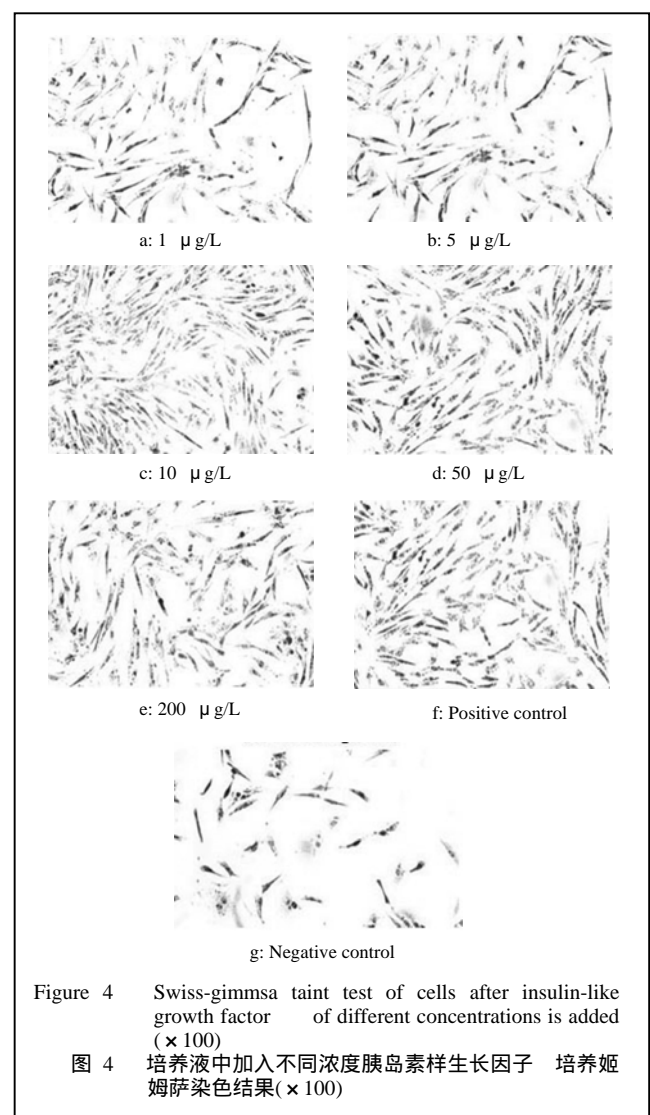 a: 1 μg/L
b: 5 μg/L
c: 10 μg/L
d: 50 μg/L
e: 200 μg/L
f: Positive control
g: Negative control
Figure 4 Swiss-gimmsa taint test of cells after insulin-like
growth factor of different concentrations is added
(×100)
图 4 培养液中加入不同浓度胰岛素样生长因子 培养姬
姆萨染色结果(×100)